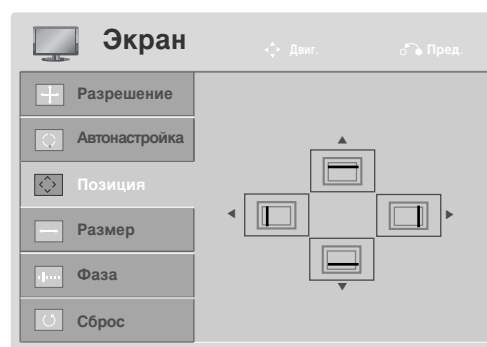 Экран
Двиг.
Пред.
Разрешение
Автонастройка
Позиция
Размер
Фаза
Сброс